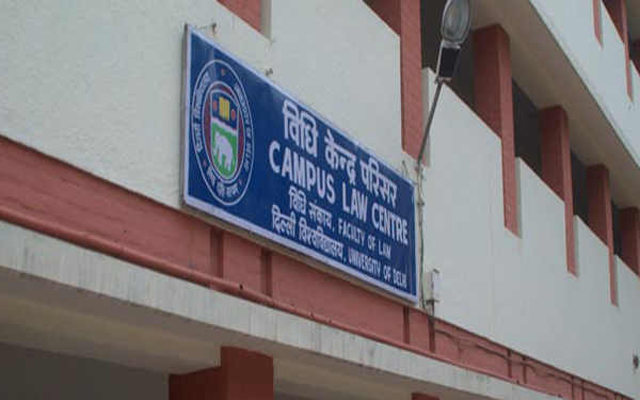 विधि केन्द्र परिसर
CAMPUS LAW CENTRE
विधि संकाय, FACULTY OF LAW
दिल्ली विश्वविद्यालय, UNIVERSITY OF DELHI